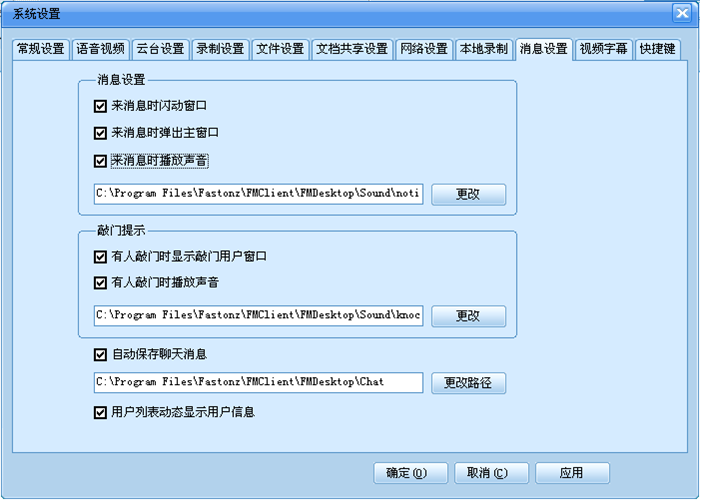 系统设置
常规设置 语音视频 云台设置 录制设置 文件设置 文档共享设置 网络设置 本地录制 消息设置 视频字幕 快捷键
消息设置
来消息时闪动窗口
来消息时弹出主窗口
来消息时播放声音
C:\Program Files\Fastonz\FMClient\FMDesktop\Sound\noti 更改
敲门提示
有人敲门时显示敲门用户窗口
有人敲门时播放声音
C:\Program Files\Fastonz\FMClient\FMDesktop\Sound\knoc 更改
自动保存聊天消息
C:\Program Files\Fastonz\FMClient\FMDesktop\Chat 更改路径
用户列表动态显示用户信息
确定(O) 取消(C) 应用